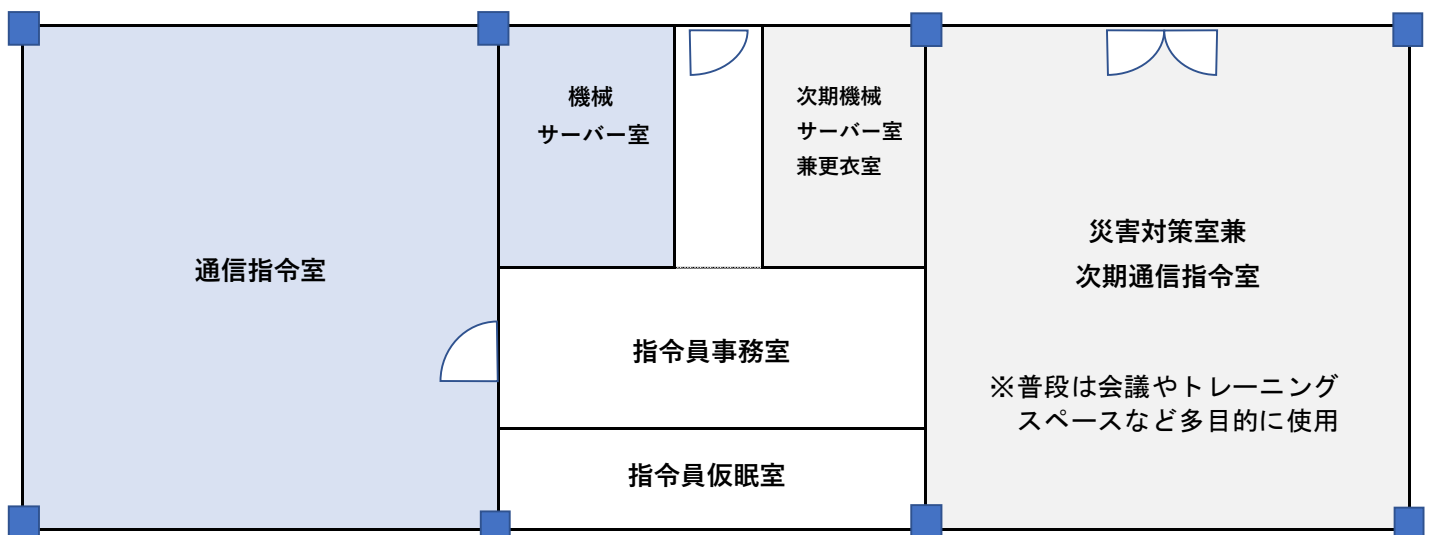 機械
サーバー室
次期機械
サーバー室
兼更衣室
通信指令室
災害対策室兼
次期通信指令室
指令員事務室
※普段は会議やトレーニング
スペースなど多目的に使用
指令員仮眠室